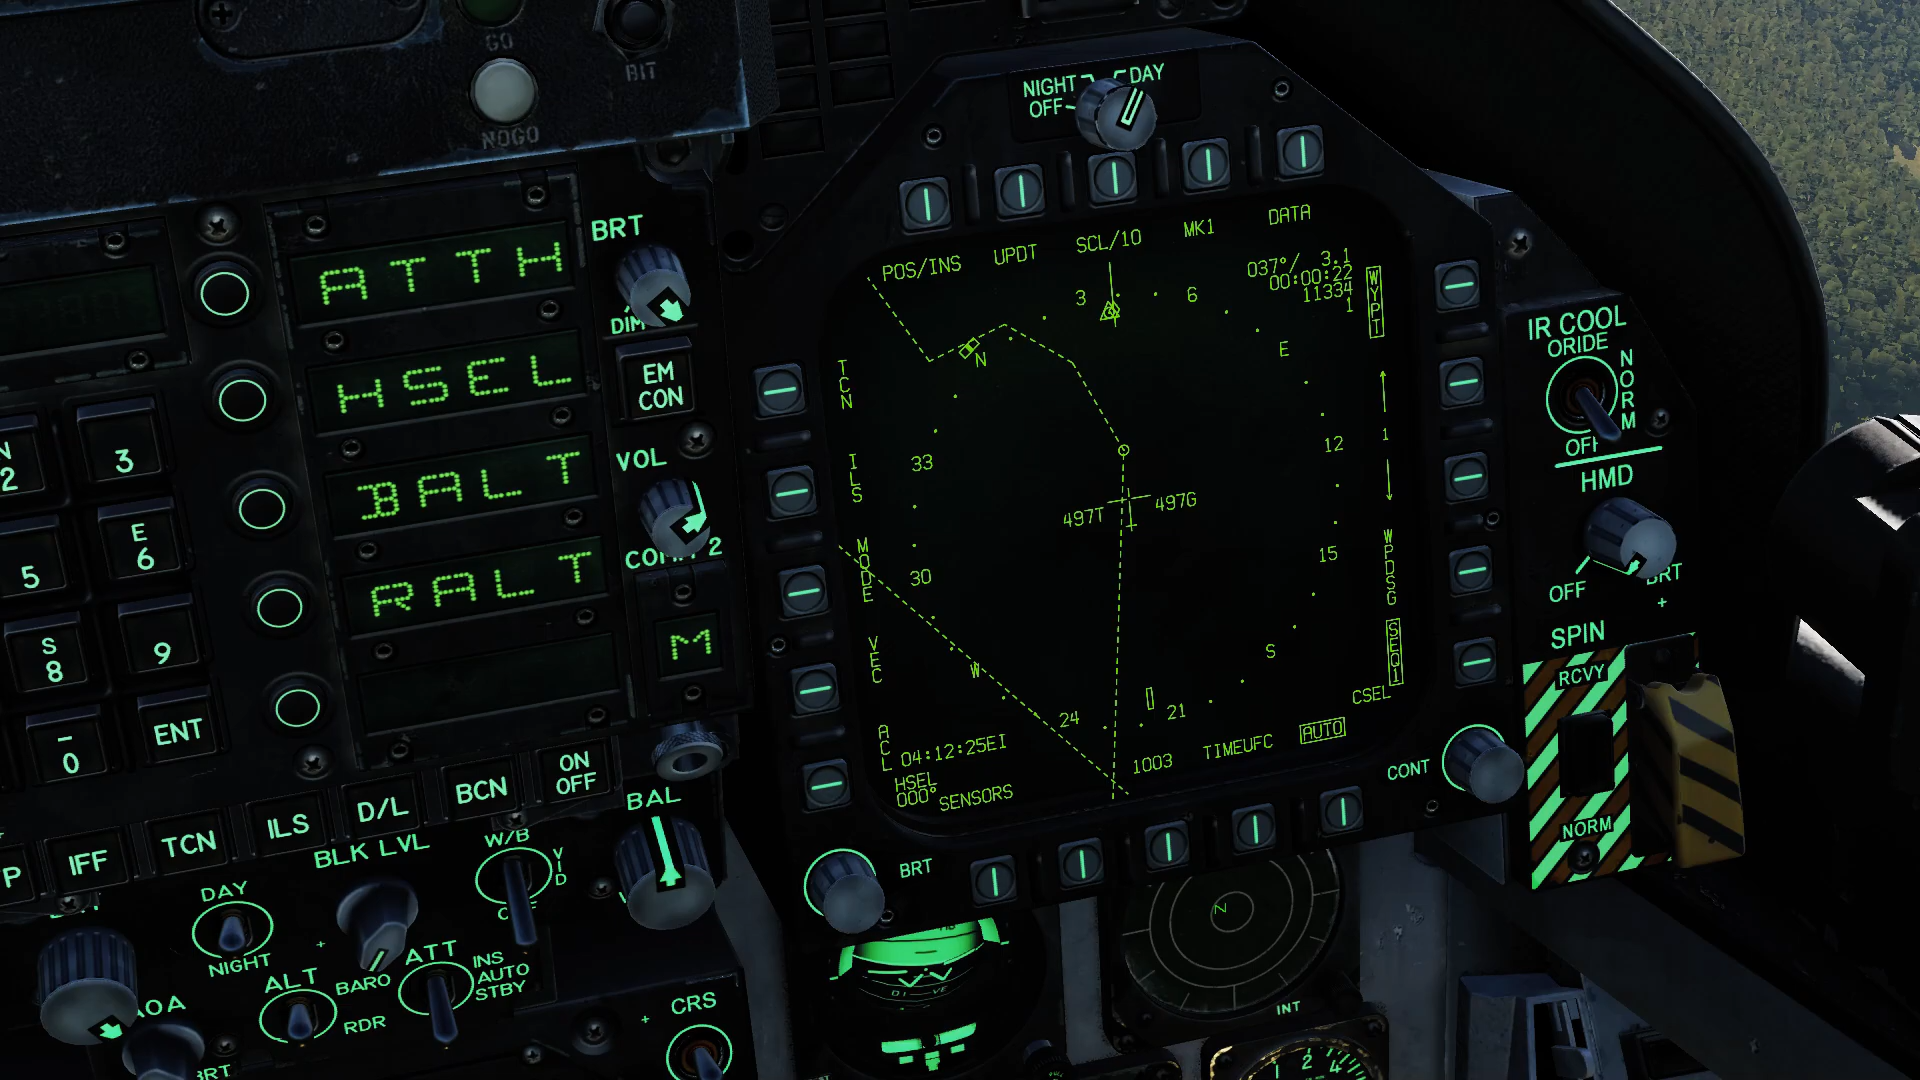 GO
BIT
NOGO
NIGHT
DAY
OFF
BRT
DIM
ATTH
HSEL
BALT
RALT
EM
CON
VOL
M
2
3
5
E
6
S
8
9
–
0
ENT
ON
OFF
BCN
D/L
ILS
TCN
IFF
P
BAL
BLK LVL
W/B
VID
DAY
NIGHT
ALT
BARO
RDR
ATT
INS
AUTO
STBY
CRS
POS/INS
UPDT
SCL/10
MK1
DATA
037°/ 3.1
00:00:22
11334
1
WYPT
3
6
N
E
TCN
33
12
1
ILS
497T
497G
15
MODE
30
WPDSG
VEC
W
S
SEQ1
24
21
CSEL
ACL
04:12:25EI
1003
TIMEUFC
AUTO
HSEL
000°
SENSORS
BRT
CONT
IR COOL
ORIDE
NORM
OFF
HMD
OFF
BRT
SPIN
RCVY
NORM
N
INT
1
2
4